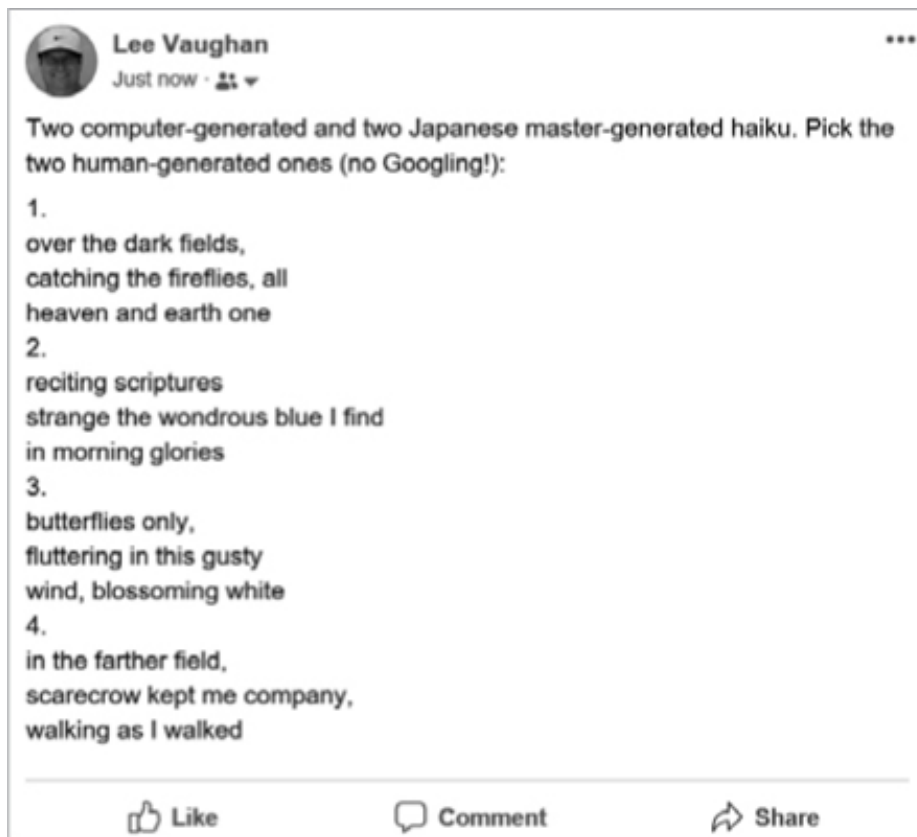 Lee Vaughan
Just now ·
Two computer-generated and two Japanese master-generated haiku. Pick the
two human-generated ones (no Googling!):
1.
over the dark fields,
catching the fireflies, all
heaven and earth one
2.
reciting scriptures
strange the wondrous blue I find
in morning glories
3.
butterflies only,
fluttering in this gusty
wind, blossoming white
4.
in the farther field,
scarecrow kept me company,
walking as I walked
Like Comment Share